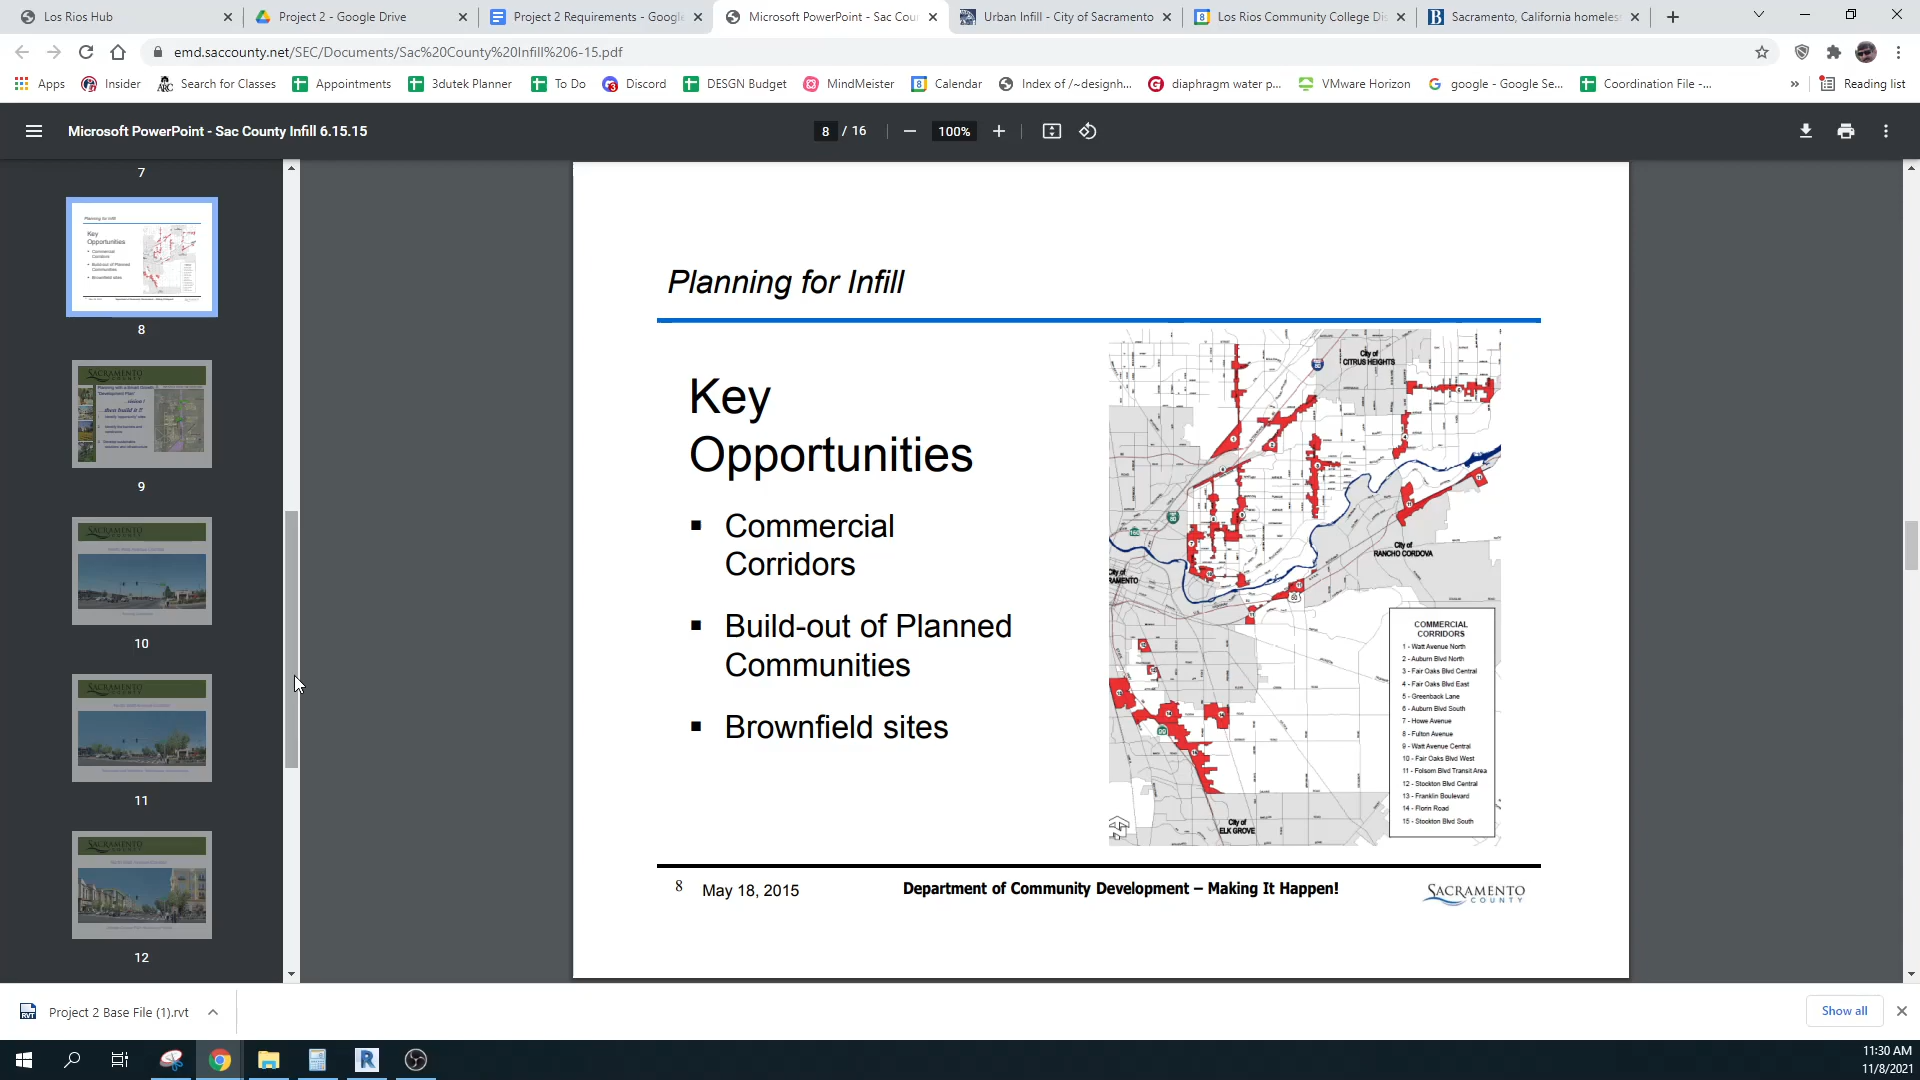 Los Rios Hub
Project 2 - Google Drive
Project 2 Requirements - Google
Microsoft PowerPoint - Sac Cou
Urban Infill - City of Sacramento
Los Rios Community College Dis
Sacramento, California homeless
emd.saccounty.net/SEC/Documents/Sac%20County%20Infill%206-15.pdf
Apps
Insider
Search for Classes
Appointments
3dutek Planner
To Do
Discord
DESGN Budget
MindMeister
Calendar
Index of /~designh...
diaphragm water p...
VMware Horizon
google - Google Se...
Coordination File -...
»
Reading list
Microsoft PowerPoint - Sac County Infill 6.15.15
8 / 16
100%
7
8
9
10
11
12
Planning for Infill
Key
Opportunities
▪ Commercial
Corridors
▪ Build-out of Planned
Communities
▪ Brownfield sites
City of
CITRUS HEIGHTS
City of
RANCHO CORDOVA
City of
RAMENTO
City of
ELK GROVE
COMMERCIAL
CORRIDORS
1 - Watt Avenue North
2 - Auburn Blvd North
3 - Fair Oaks Blvd Central
4 - Fair Oaks Blvd East
5 - Greenback Lane
6 - Auburn Blvd South
7 - Howe Avenue
8 - Fulton Avenue
9 - Watt Avenue Central
10 - Fair Oaks Blvd West
11 - Folsom Blvd Transit Area
12 - Stockton Blvd Central
13 - Franklin Boulevard
14 - Florin Road
15 - Stockton Blvd South
8 May 18, 2015
Department of Community Development – Making It Happen!
SACRAMENTO
COUNTY
Project 2 Base File (1).rvt
Show all
11:30 AM
11/8/2021